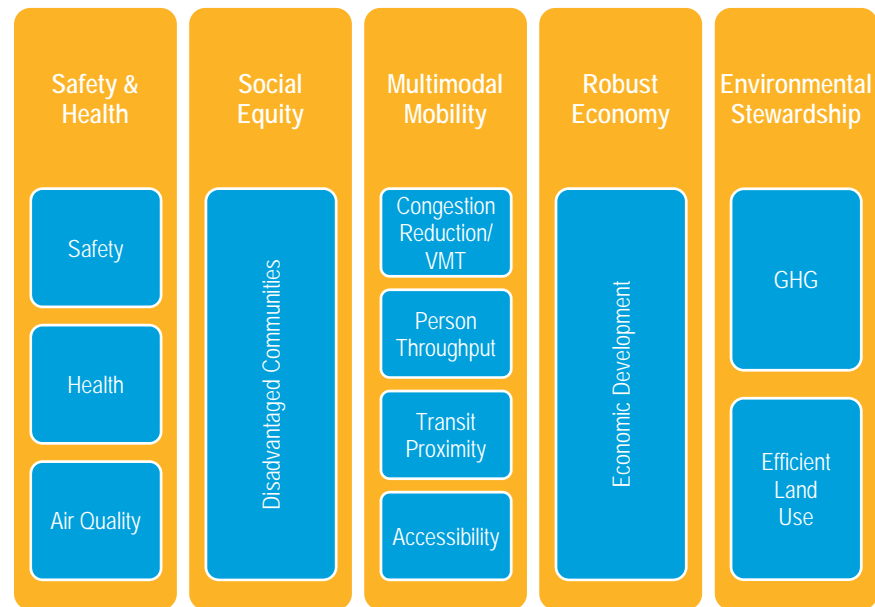 Safety &
Health
Safety
Health
Air Quality
Social
Equity
Disadvantaged Communities
Multimodal
Mobility
Congestion
Reduction/
VMT
Person
Throughput
Transit
Proximity
Accessibility
Robust
Economy
Economic Development
Environmental
Stewardship
GHG
Efficient
Land
Use